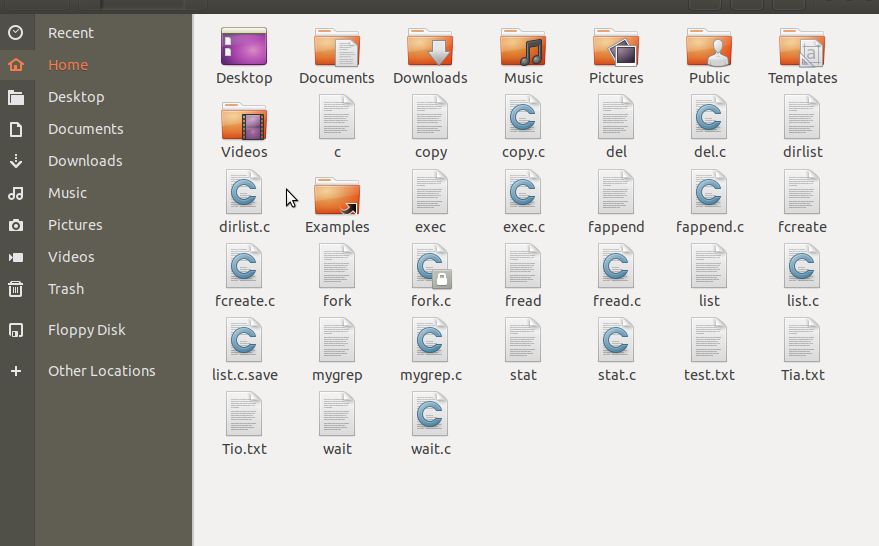 Recent
Home
Desktop
Documents
Downloads
Music
Pictures
Videos
Trash
Floppy Disk
Other Locations
Desktop Documents Downloads Music Pictures Public Templates
Videos c copy copy.c del del.c dirlist
dirlist.c Examples exec exec.c fappend fappend.c fcreate
fcreate.c fork fork.c fread fread.c list list.c
list.c.save mygrep mygrep.c stat stat.c test.txt Tia.txt
Tio.txt wait wait.c